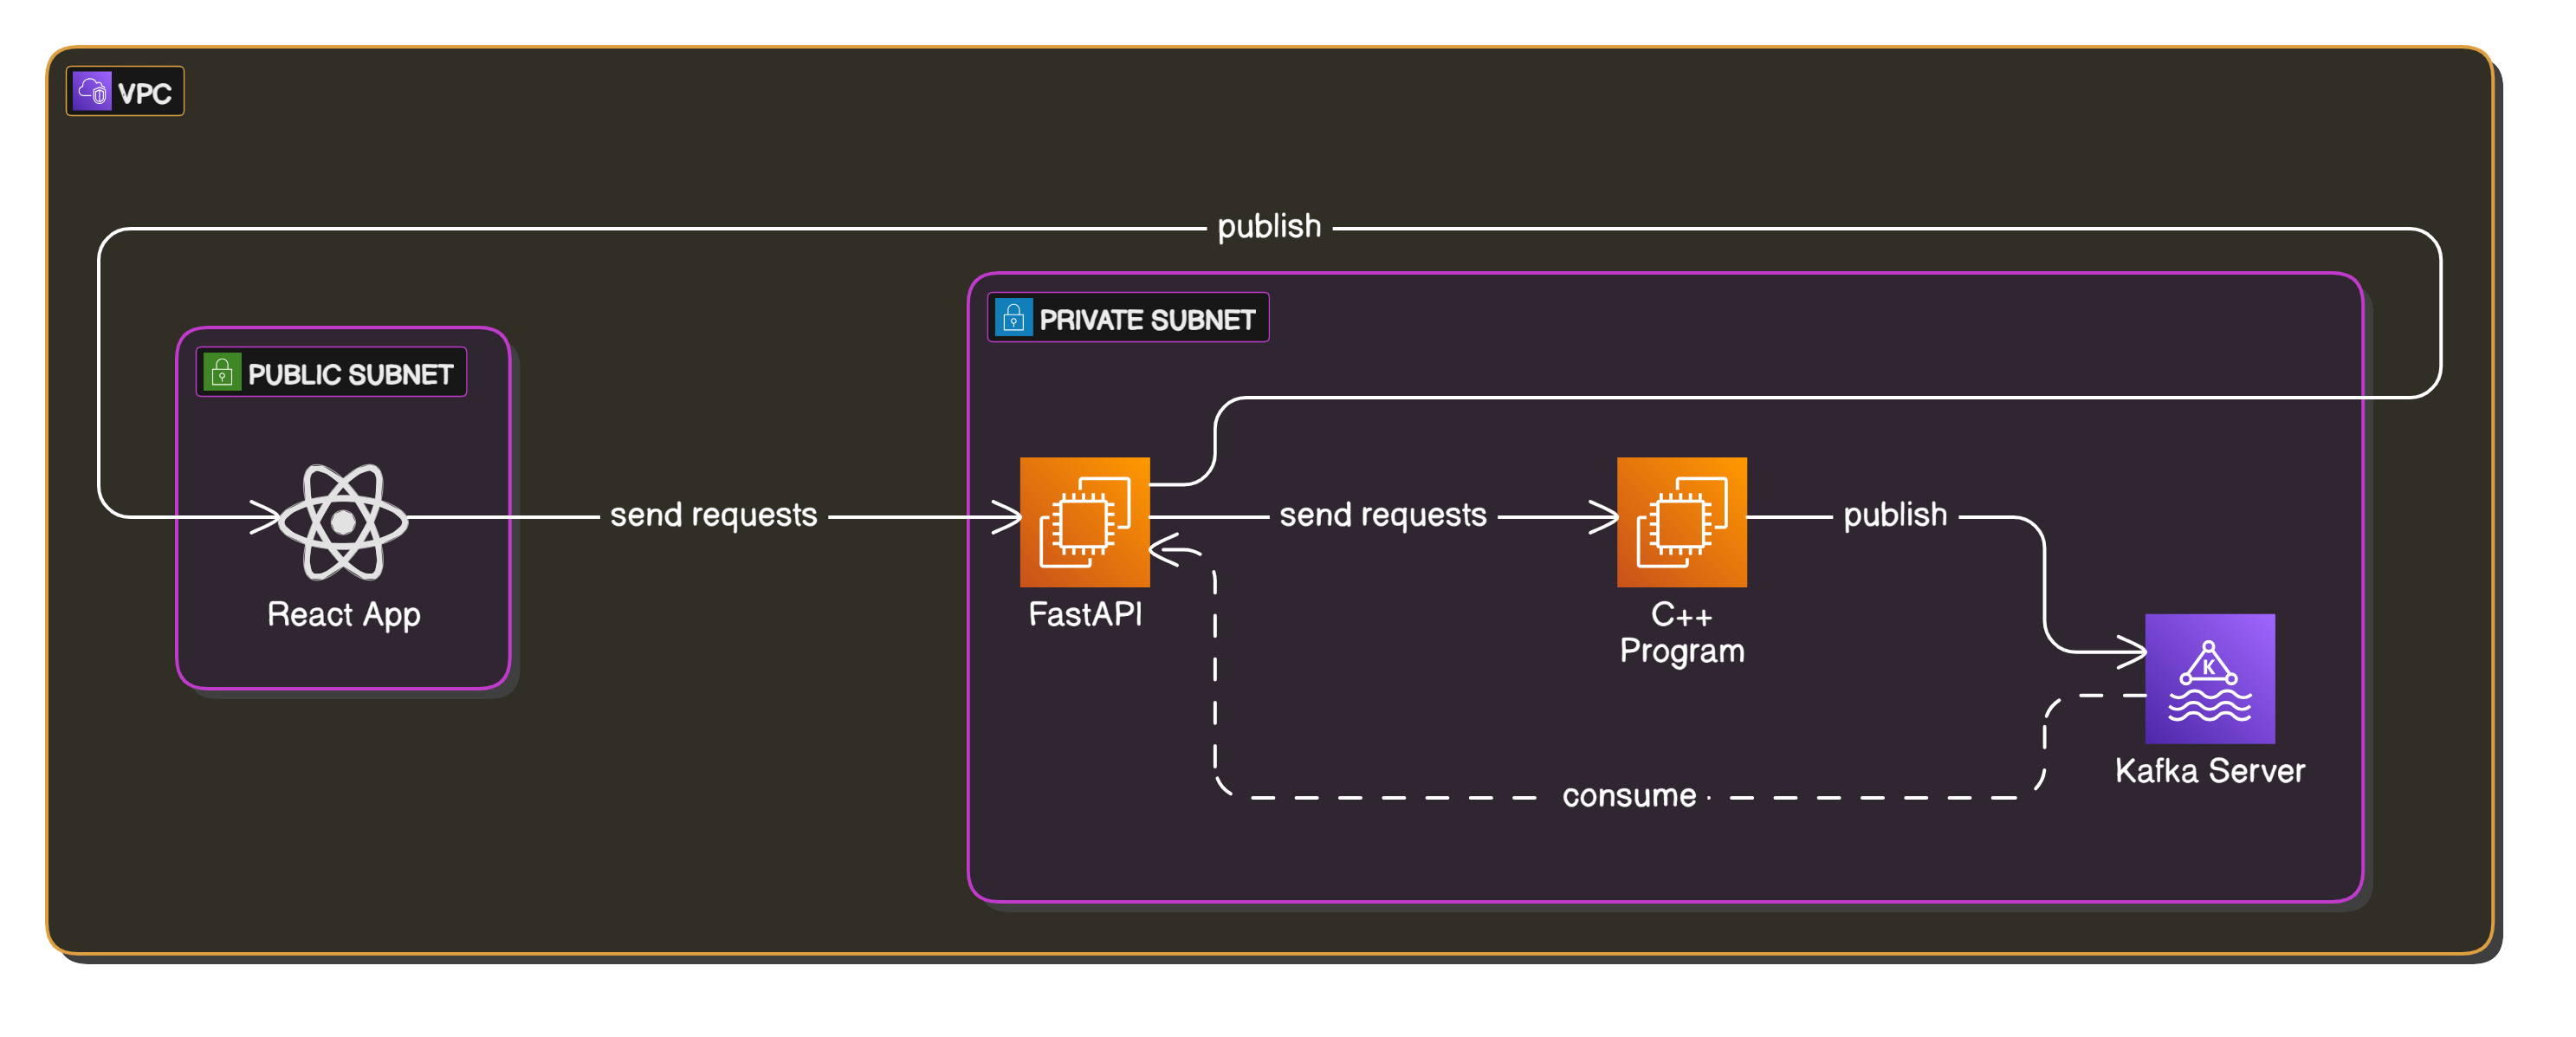 VPC
publish
PRIVATE SUBNET
PUBLIC SUBNET
send requests
send requests
publish
React App
FastAPI
C++
Program
K
Kafka Server
consume